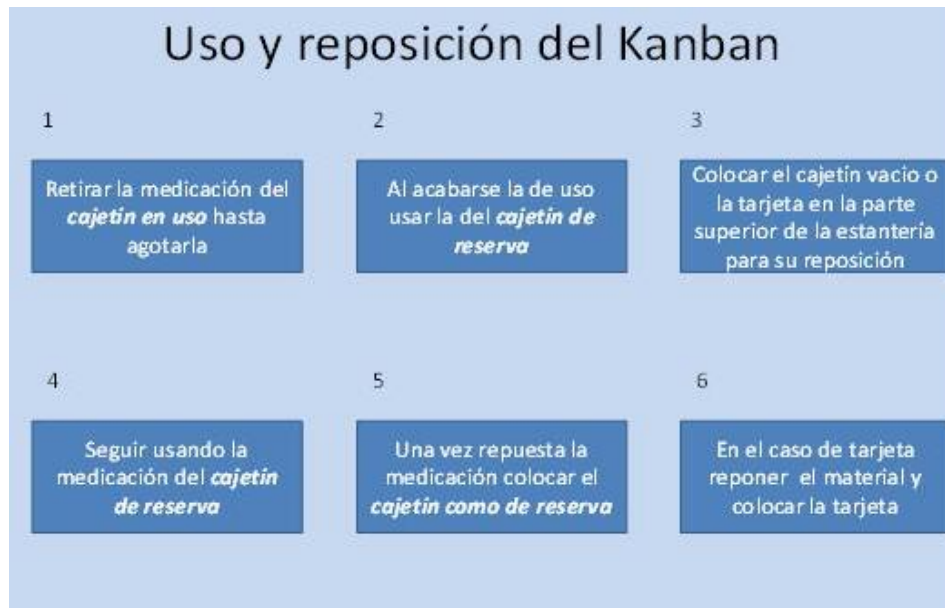 Uso y reposición del Kanban
1
2
3
Retirar la medicación del
cajetín en uso hasta
agotarla
Al acabarse la de uso
usar la del cajetín de
reserva
Colocar el cajetín vacio o
la tarjeta en la parte
superior de la estantería
para su reposición
4
5
6
Seguir usando la
medicación del cajetín
de reserva
Una vez repuesta la
medicación colocar el
cajetín como de reserva
En el caso de tarjeta
reponer el material y
colocar la tarjeta